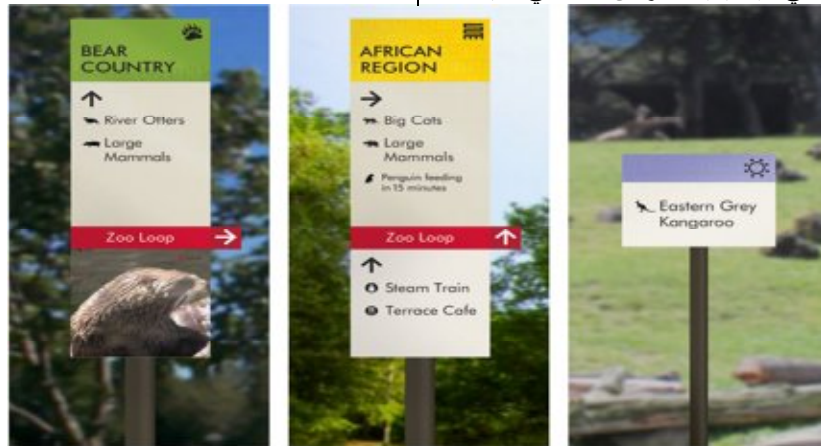 BEAR
COUNTRY
River Otters
Large
Mammals
Zoo Loop
AFRICAN
REGION
Big Cats
Large
Mammals
Penguin feeding
in 15 minutes
Zoo Loop
Steam Train
Terrace Cafe
Eastern Grey
Kangaroo